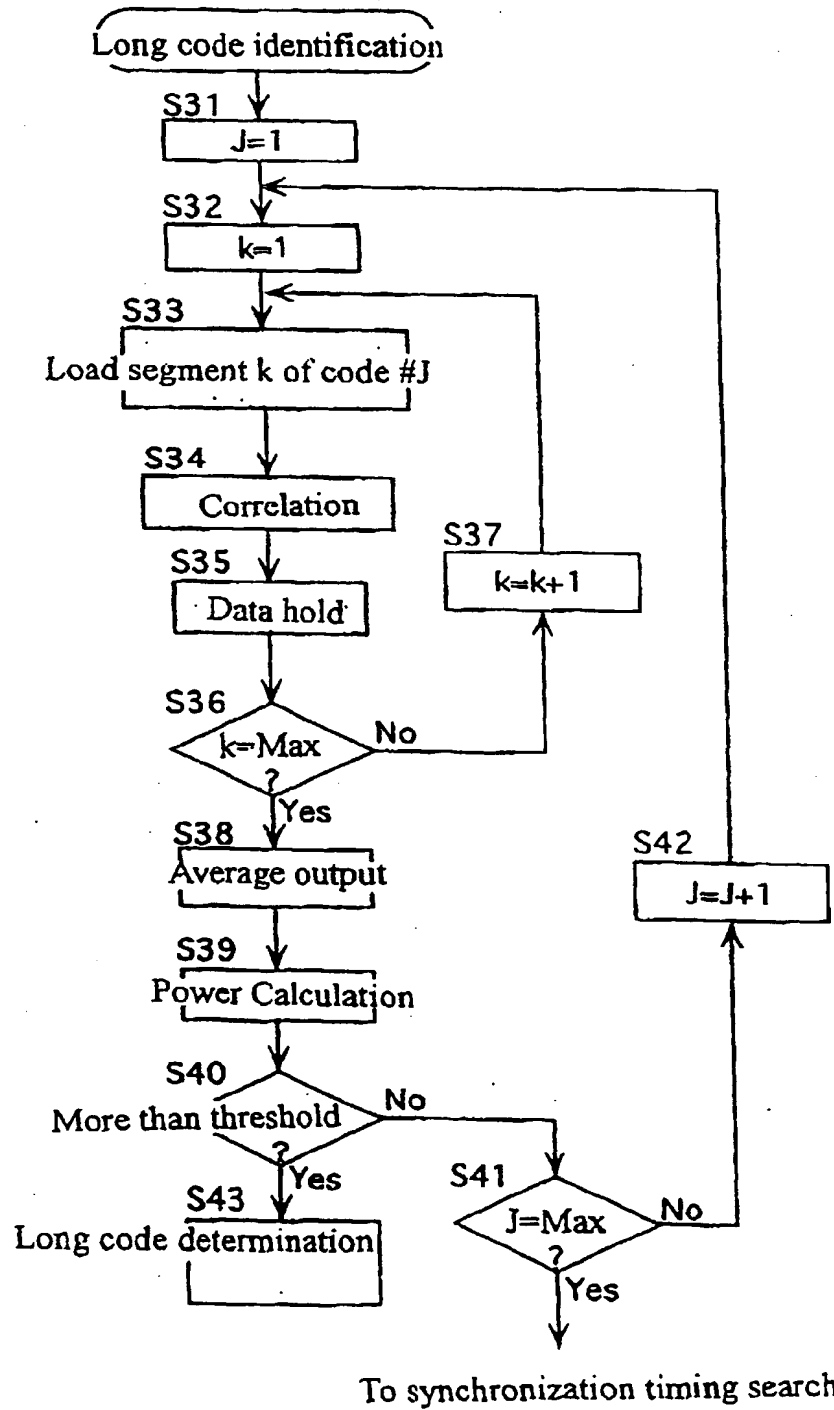 Long code identification
S31
J=1
S32
k=1
S33
Load segment k of code #J
S34
Correlation
S37
k=k+1
S35
Data hold
S36
k=Max
?
No
Yes
S38
Average output
S42
J=J+1
S39
Power Calculation
S40
More than threshold
?
No
Yes
S41
J=Max
?
No
Yes
S43
Long code determination
To synchronization timing search